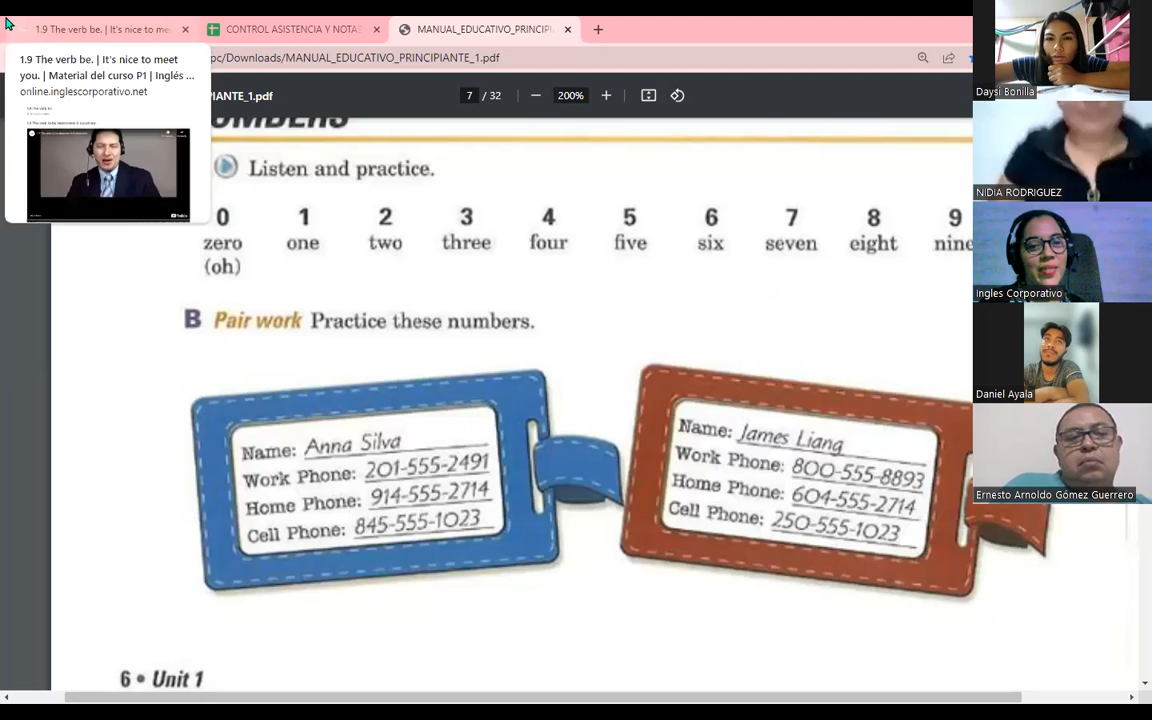 1.9 The verb be. | It's nice to me
CONTROL ASISTENCIA Y NOTAS
MANUAL_EDUCATIVO_PRINCIPI
1.9 The verb be. | It's nice to meet
you. | Material del curso P1 | Inglés ...
online.inglescorporativo.net
pc/Downloads/MANUAL_EDUCATIVO_PRINCIPIANTE_1.pdf
IANTE_1.pdf
7 / 32
200%
NUMBERS
Listen and practice.
0 1 2 3 4 5 6 7 8 9
zero one two three four five six seven eight nine
(oh)
B Pair work Practice these numbers.
Name: Anna Silva
Work Phone: 201-555-2491
Home Phone: 914-555-2714
Cell Phone: 845-555-1023
Name: James Liang
Work Phone: 800-555-8893
Home Phone: 604-555-2714
Cell Phone: 250-555-1023
6 • Unit 1
Daysi Bonilla
NIDIA RODRIGUEZ
Ingles Corporativo
Daniel Ayala
Ernesto Arnoldo Gómez Guerrero